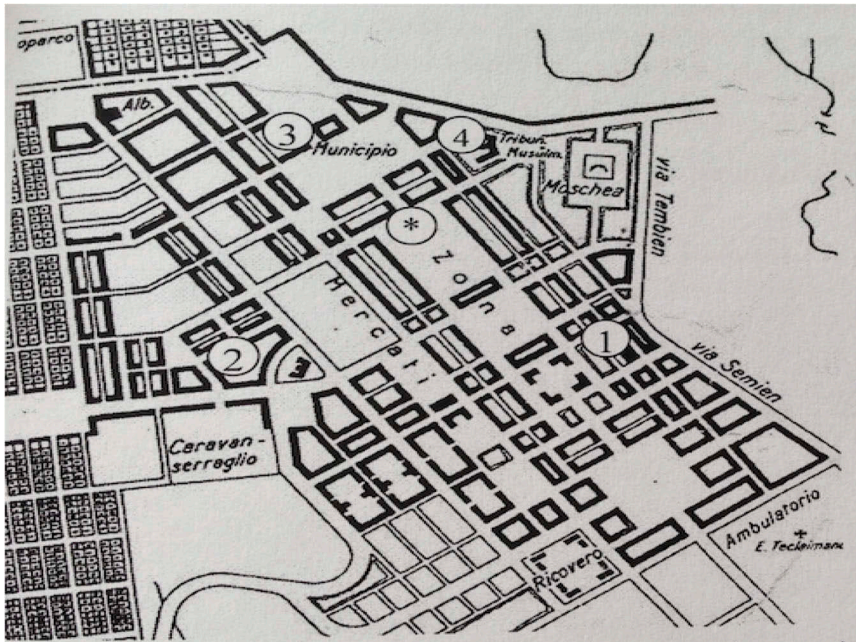 oparco
Alb.
3
Municipio
4
Tribun.
Musulm.
Moschea
via Tembien
*
Zona
Mercati
1
2
via Semien
Caravan-
serraglio
Ambulatorio
E. Tecleimanı
Ricovero